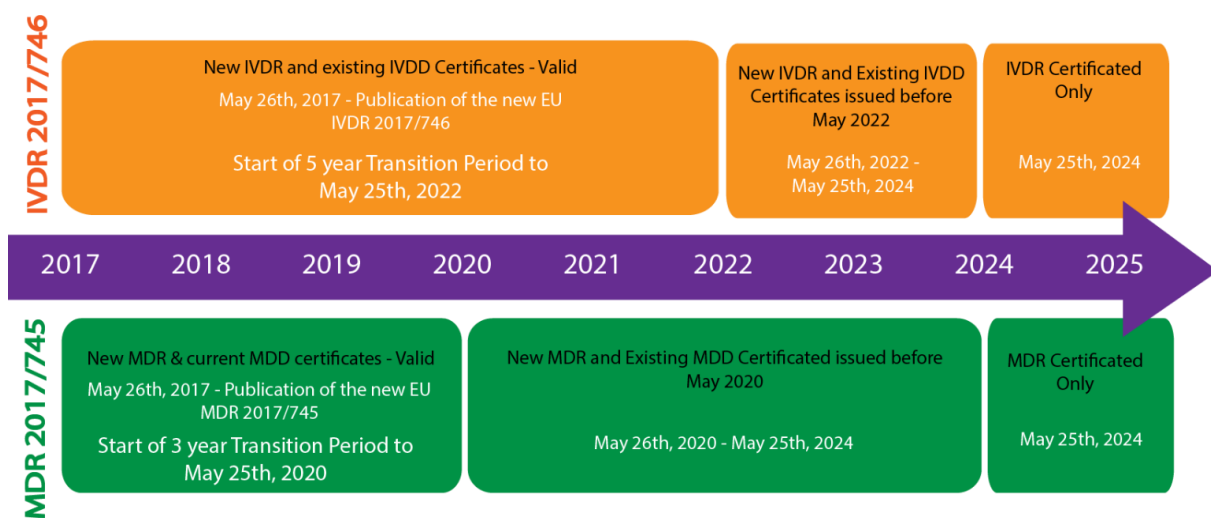 IVDR 2017/746
New IVDR and existing IVDD Certificates - Valid
May 26th, 2017 - Publication of the new EU
IVDR 2017/746
Start of 5 year Transition Period to
May 25th, 2022
New IVDR and Existing IVDD
Certificates issued before
May 2022
May 26th, 2022 -
May 25th, 2024
IVDR Certificated
Only
May 25th, 2024
2017 2018 2019 2020 2021 2022 2023 2024 2025
MDR 2017/745
New MDR & current MDD certificates - Valid
May 26th, 2017 - Publication of the new EU
MDR 2017/745
Start of 3 year Transition Period to
May 25th, 2020
New MDR and Existing MDD Certificated issued before
May 2020
May 26th, 2020 - May 25th, 2024
MDR Certificated
Only
May 25th, 2024